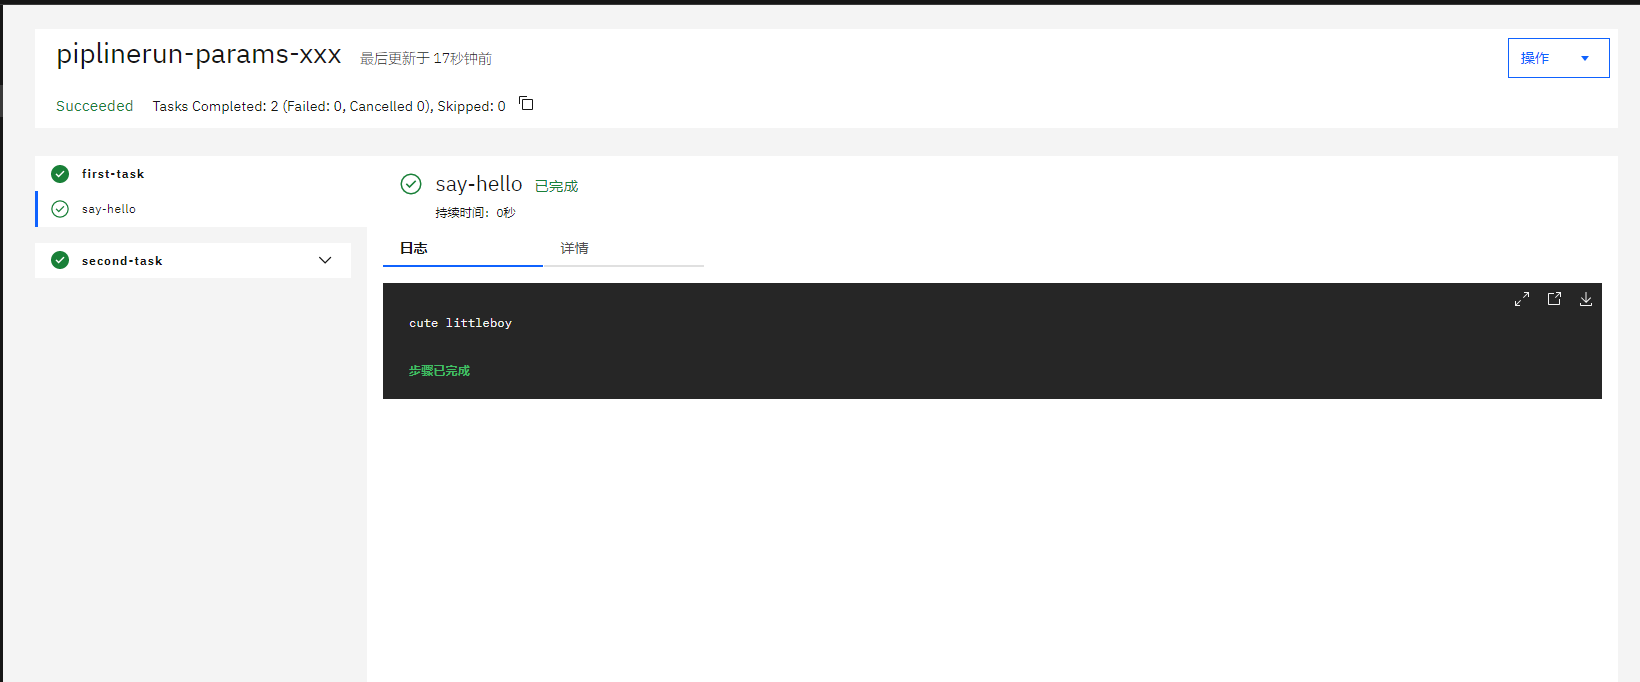 piplinerun-params-xxx 最后更新于 17秒钟前
操作
Succeeded Tasks Completed: 2 (Failed: 0, Cancelled 0), Skipped: 0
first-task
say-hello
second-task
say-hello 已完成
持续时间：0秒
日志 详情
cute littleboy
步骤已完成